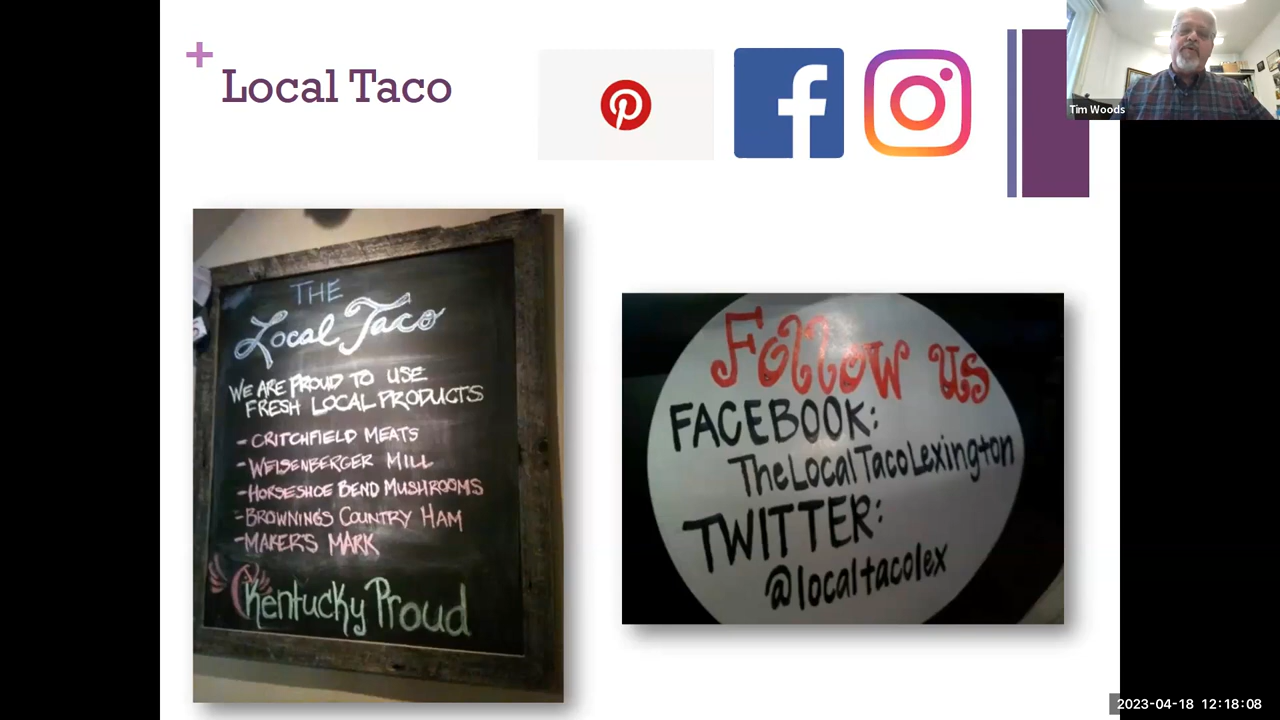 +
Local Taco
Tim Woods
THE
Local Taco
WE ARE PROUD TO USE
FRESH LOCAL PRODUCTS
- CRITCHFIELD MEATS
- WEISENBERGER MILL
- HORSESHOE BEND MUSHROOMS
- BROWNINGS COUNTRY HAM
- MAKER'S MARK
Kentucky Proud
Follow us
FACEBOOK:
TheLocalTacoLexington
TWITTER:
@localtacolex
2023-04-18 12:18:08